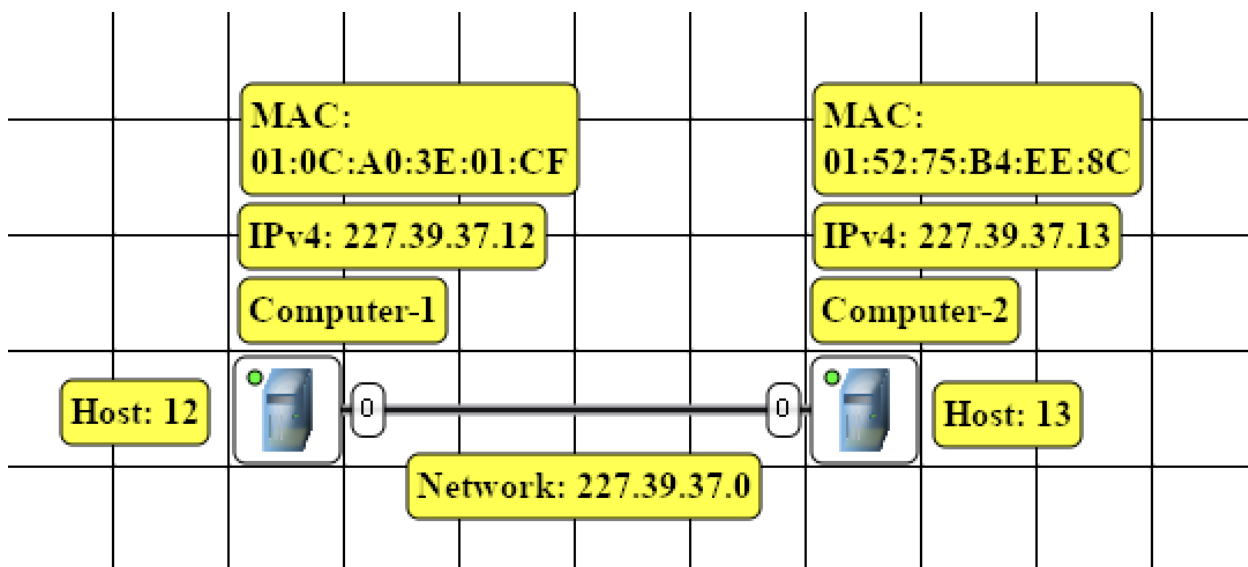 MAC:
01:0C:A0:3E:01:CF
MAC:
01:52:75:B4:EE:8C
IPv4: 227.39.37.12
IPv4: 227.39.37.13
Computer-1
Computer-2
Host: 12
0
0
Host: 13
Network: 227.39.37.0